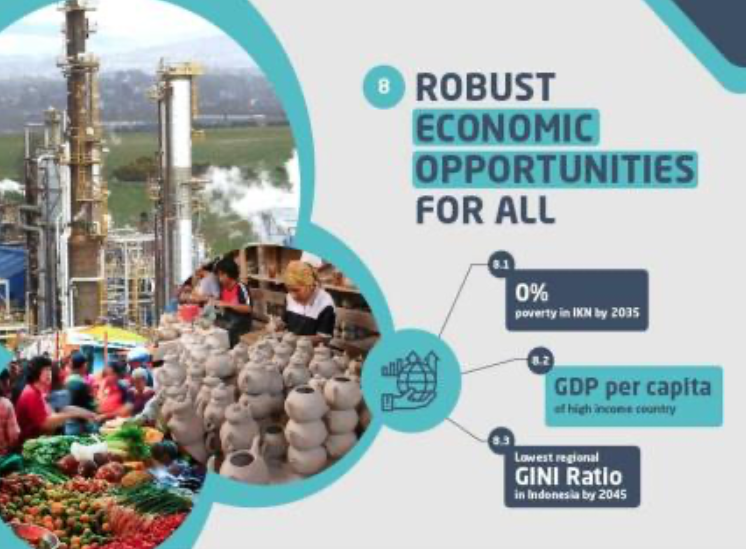 8
ROBUST
ECONOMIC
OPPORTUNITIES
FOR ALL
8.1
0%
poverty in IKN by 2035
8.2
GDP per capita
of high income country
8.3
Lowest regional
GINI Ratio
in Indonesia by 2045